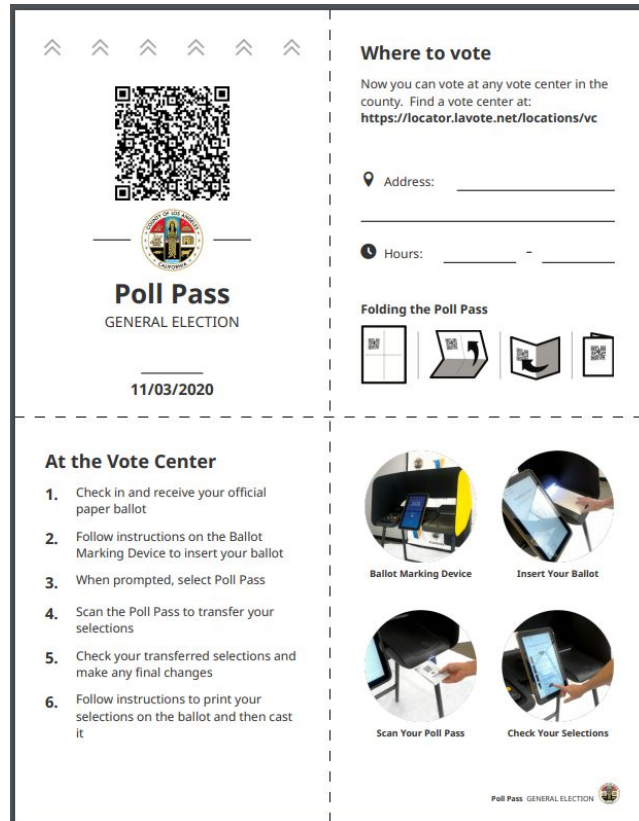 COUNTY OF LOS ANGELES
CALIFORNIA
Poll Pass
GENERAL ELECTION
11/03/2020
Where to vote
Now you can vote at any vote center in the
county. Find a vote center at:
https://locator.lavote.net/locations/vc
Address:
Hours: -
Folding the Poll Pass
At the Vote Center
1. Check in and receive your official
paper ballot
2. Follow instructions on the Ballot
Marking Device to insert your ballot
3. When prompted, select Poll Pass
4. Scan the Poll Pass to transfer your
selections
5. Check your transferred selections and
make any final changes
6. Follow instructions to print your
selections on the ballot and then cast
it
Ballot Marking Device
Insert Your Ballot
Scan Your Poll Pass
Check Your Selections
Poll Pass GENERAL ELECTION